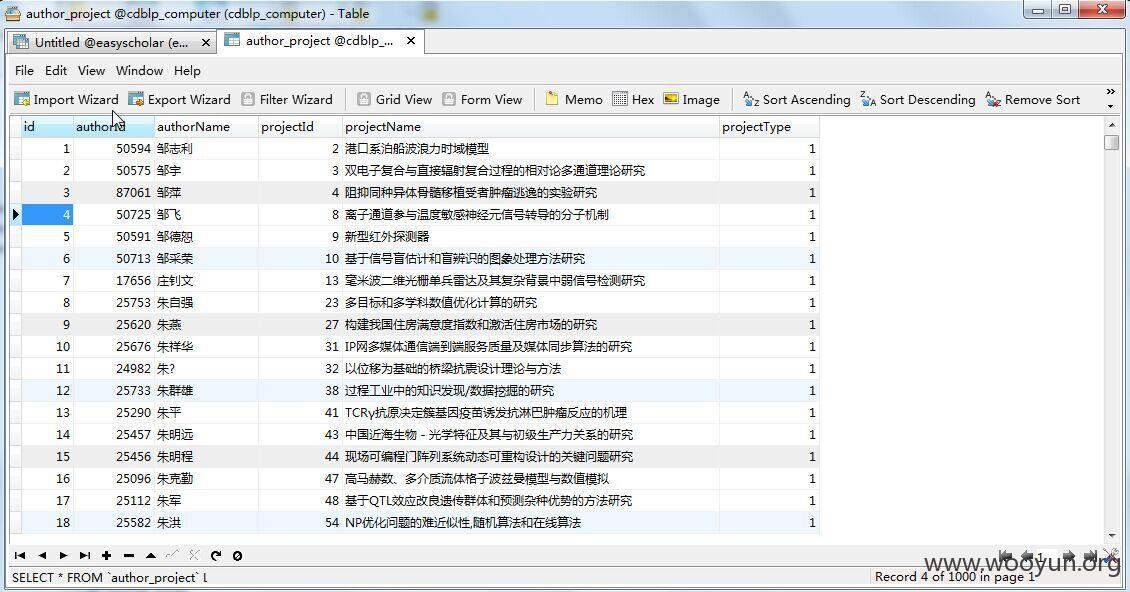 author_project @cdblp_computer (cdblp_computer) - Table
Untitled @easyscholar (e... author_project @cdblp_...
File Edit View Window Help
Import Wizard Export Wizard Filter Wizard Grid View Form View Memo Hex Image Sort Ascending Sort Descending Remove Sort
id authorId authorName projectId projectName projectType
1 50594 邹志利 2 港口系泊船波浪力时域模型 1
2 50575 邹宇 3 双电子复合与直接辐射复合过程的相对论多通道理论研究 1
3 87061 邹萍 4 阻抑同种异体骨髓移植受者肿瘤逃逸的实验研究 1
4 50725 邹飞 8 离子通道参与温度敏感神经元信号转导的分子机制 1
5 50591 邹德恕 9 新型红外探测器 1
6 50713 邹采荣 10 基于信号盲估计和盲辨识的图象处理方法研究 1
7 17656 庄钊文 13 毫米波二维光栅单兵雷达及其复杂背景中弱信号检测研究 1
8 25753 朱自强 23 多目标和多学科数值优化计算的研究 1
9 25620 朱燕 27 构建我国住房满意度指数和激活住房市场的研究 1
10 25676 朱祥华 31 IP网多媒体通信端到端服务质量及媒体同步算法的研究 1
11 24982 朱? 32 以位移为基础的桥梁抗震设计理论与方法 1
12 25733 朱群雄 38 过程工业中的知识发现/数据挖掘的研究 1
13 25290 朱平 41 TCRγ抗原决定簇基因疫苗诱发抗淋巴肿瘤反应的机理 1
14 25457 朱明远 43 中国近海生物－光学特征及其与初级生产力关系的研究 1
15 25456 朱明程 44 现场可编程门阵列系统动态可重构设计的关键问题研究 1
16 25096 朱克勤 47 高马赫数、多介质流体格子波兹曼模型与数值模拟 1
17 25112 朱军 48 基于QTL效应改良遗传群体和预测杂种优势的方法研究 1
18 25582 朱洪 54 NP优化问题的难近似性,随机算法和在线算法 1
1
www.wooyun.org
SELECT * FROM `author_project` L Record 4 of 1000 in page 1